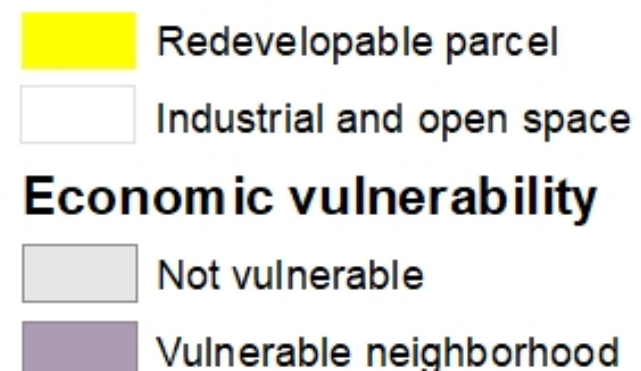 Redevelopable parcel
Industrial and open space
Economic vulnerability
Not vulnerable
Vulnerable neighborhood